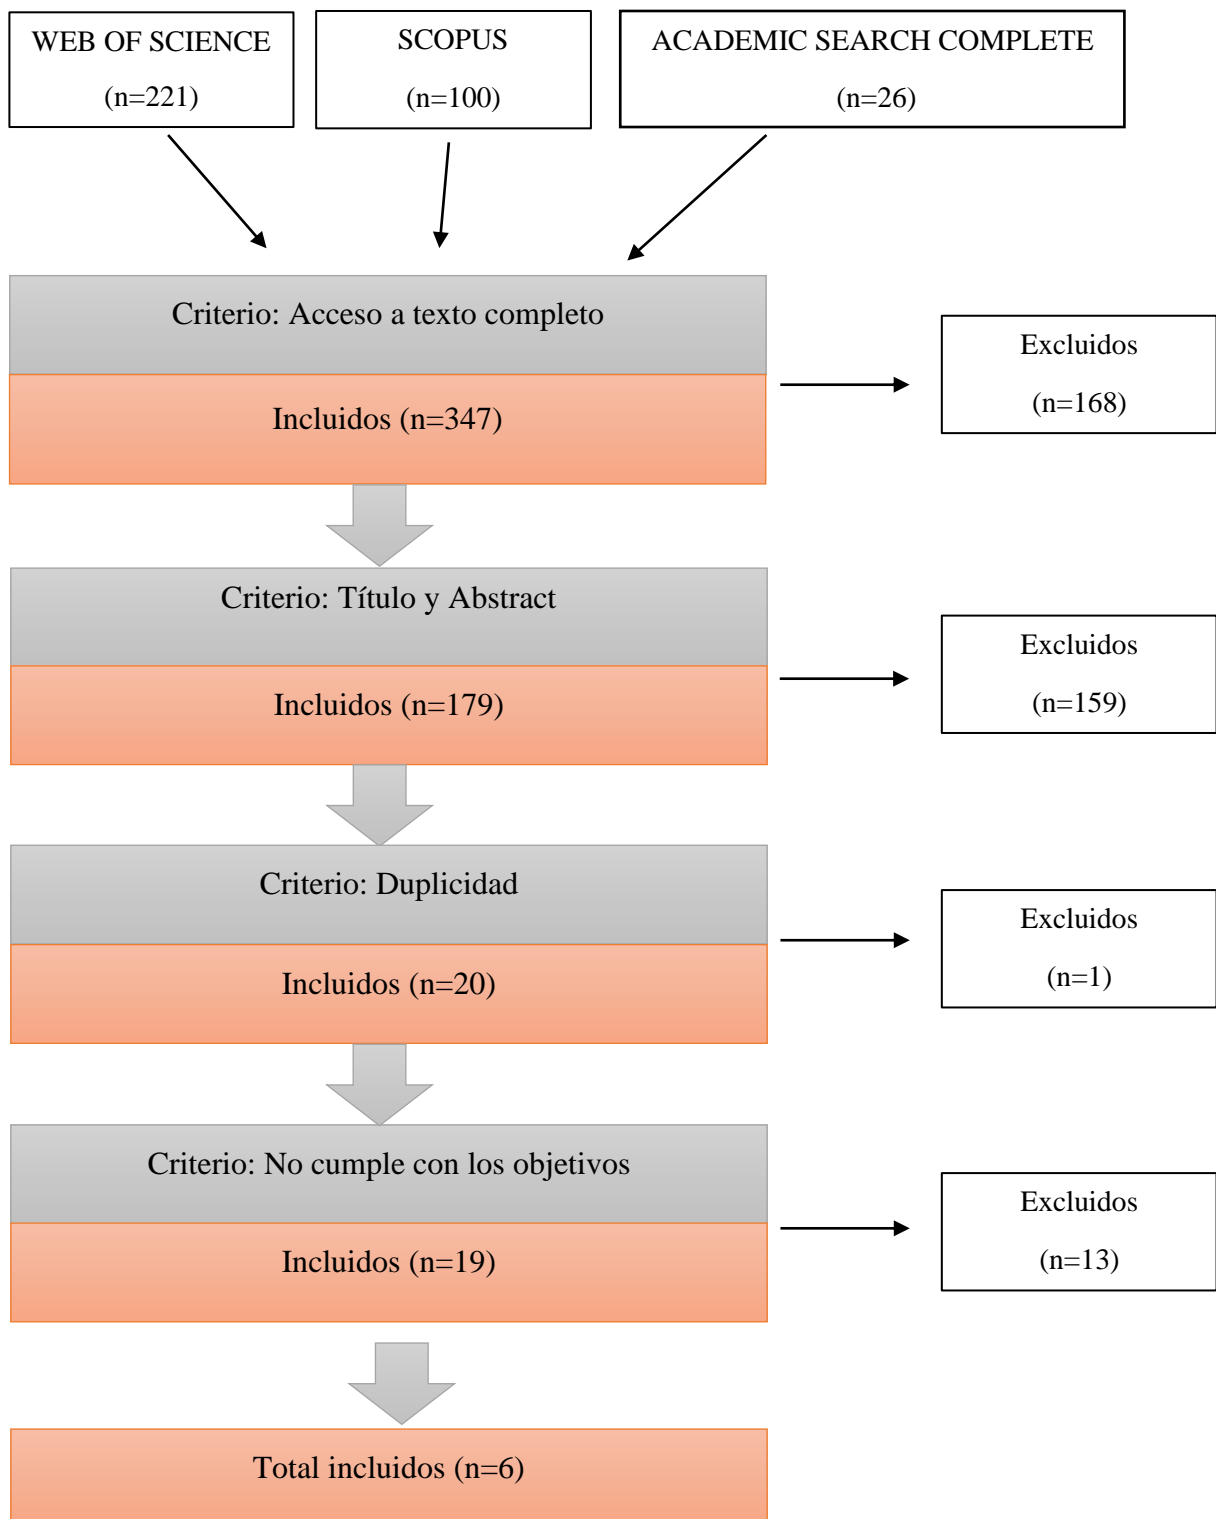 WEB OF SCIENCE
(n=221)
SCOPUS
(n=100)
ACADEMIC SEARCH COMPLETE
(n=26)
Criterio: Acceso a texto completo
Incluidos (n=347)
Excluidos
(n=168)
Criterio: Título y Abstract
Incluidos (n=179)
Excluidos
(n=159)
Criterio: Duplicidad
Incluidos (n=20)
Excluidos
(n=1)
Criterio: No cumple con los objetivos
Incluidos (n=19)
Excluidos
(n=13)
Total incluidos (n=6)